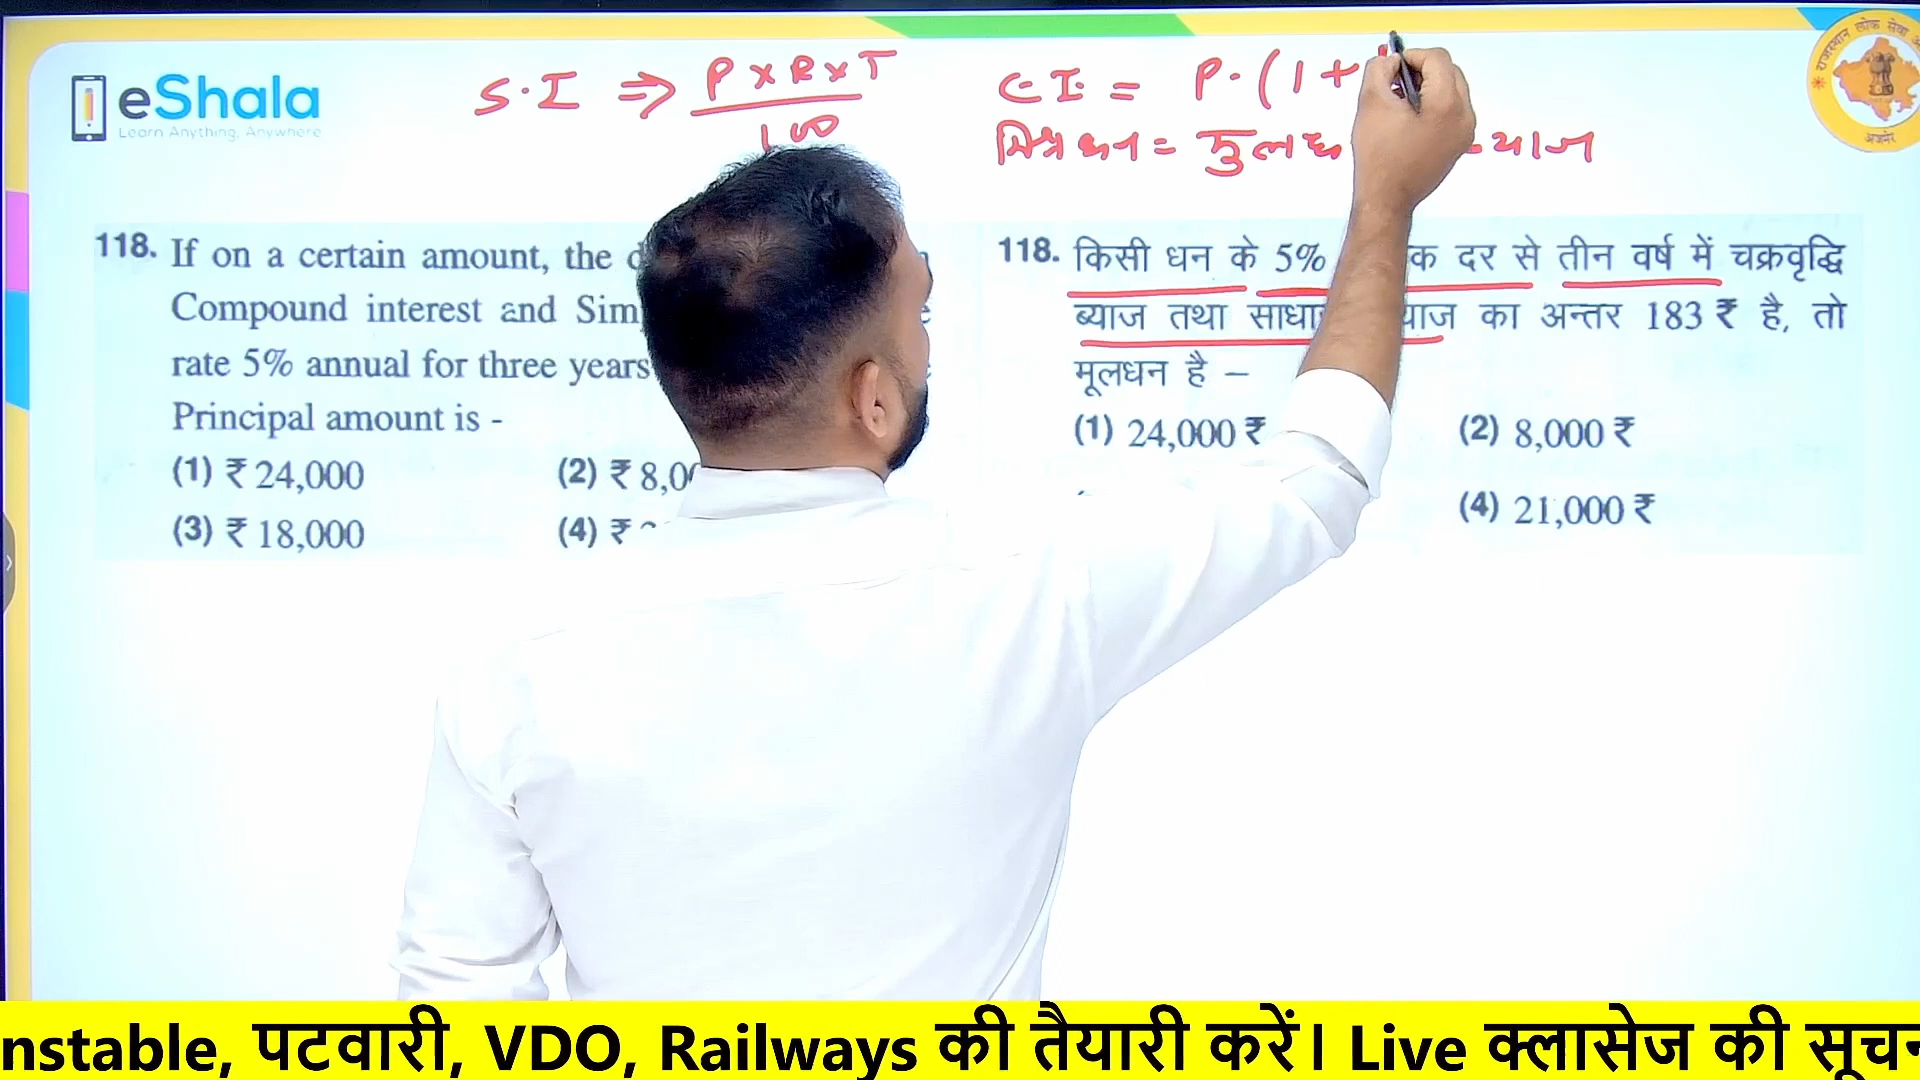 eShala
Learn Anything, Anywhere
S.I ⇒ P × R × T
100
C.I. = P. (1 +
मिश्रधन = मुलध
राजस्थान लोक सेवा
अजमेर
118. If on a certain amount, the
Compound interest and
rate 5% annual for three years
Principal amount is -
(1) ₹ 24,000 (2) ₹
(3) ₹ 18,000 (4) ₹
118. किसी धन के 5% दर से तीन वर्ष में चक्रवृद्धि
ब्याज तथा का अन्तर 183 ₹ है, तो
मूलधन है –
(1) 24,000 ₹ (2) 8,000 ₹
(4) 21,000 ₹
nstable, पटवारी, VDO, Railways की तैयारी करें। Live क्लासेज की सूच